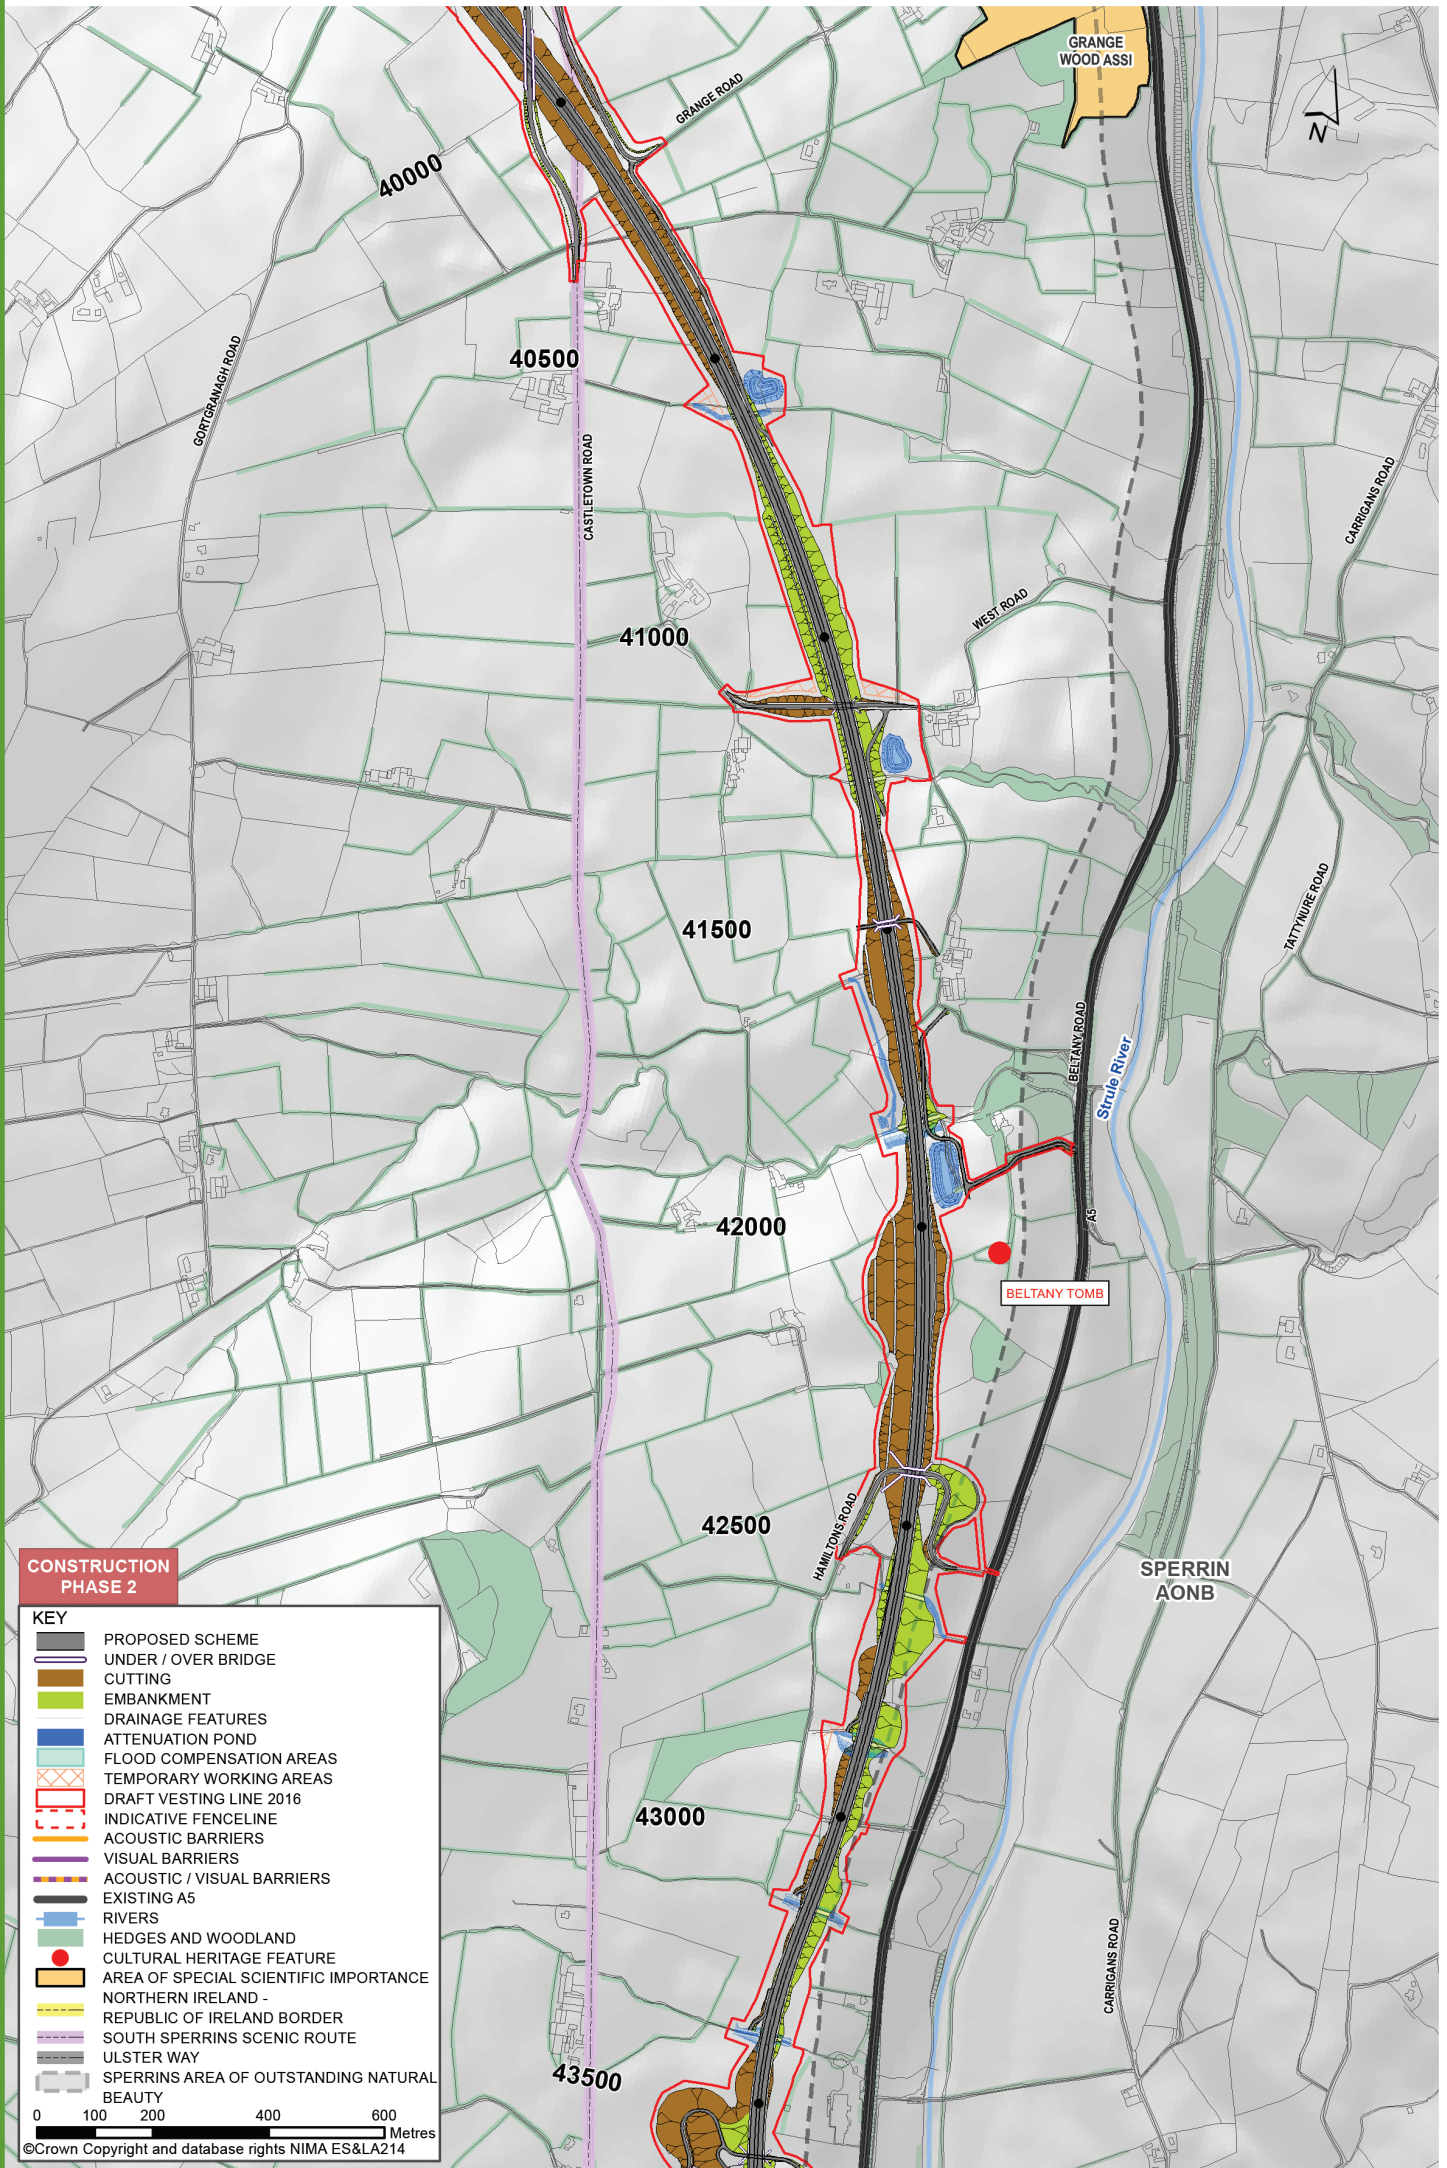 GRANGE
WOOD ASSI
GRANGE ROAD
N
40000
GORTGRANAGH ROAD
40500
CASTLETOWN ROAD
CARRIGANS ROAD
WEST ROAD
41000
TATTYNURE ROAD
41500
BELTANY ROAD
Strule River
A5
42000
BELTANY TOMB
HAMILTONS ROAD
42500
SPERRIN
AONB
43000
CARRIGANS ROAD
43500
CONSTRUCTION
PHASE 2
KEY
PROPOSED SCHEME
UNDER / OVER BRIDGE
CUTTING
EMBANKMENT
DRAINAGE FEATURES
ATTENUATION POND
FLOOD COMPENSATION AREAS
TEMPORARY WORKING AREAS
DRAFT VESTING LINE 2016
INDICATIVE FENCELINE
ACOUSTIC BARRIERS
VISUAL BARRIERS
ACOUSTIC / VISUAL BARRIERS
EXISTING A5
RIVERS
HEDGES AND WOODLAND
CULTURAL HERITAGE FEATURE
AREA OF SPECIAL SCIENTIFIC IMPORTANCE
NORTHERN IRELAND -
REPUBLIC OF IRELAND BORDER
SOUTH SPERRINS SCENIC ROUTE
ULSTER WAY
SPERRINS AREA OF OUTSTANDING NATURAL
BEAUTY
0 100 200 400 600
Metres
©Crown Copyright and database rights NIMA ES&LA214